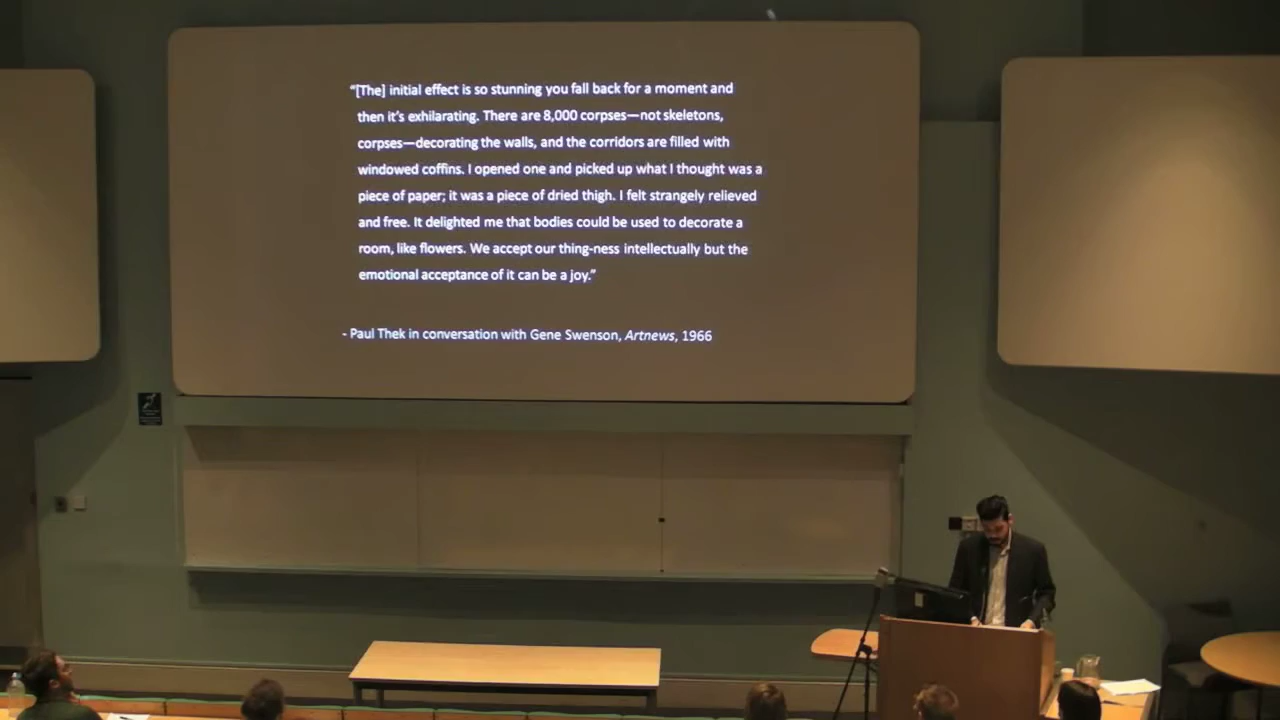 “[The] initial effect is so stunning you fall back for a moment and
then it’s exhilarating. There are 8,000 corpses—not skeletons,
corpses—decorating the walls, and the corridors are filled with
windowed coffins. I opened one and picked up what I thought was a
piece of paper; it was a piece of dried thigh. I felt strangely relieved
and free. It delighted me that bodies could be used to decorate a
room, like flowers. We accept our thing-ness intellectually but the
emotional acceptance of it can be a joy.”
- Paul Thek in conversation with Gene Swenson, Artnews, 1966